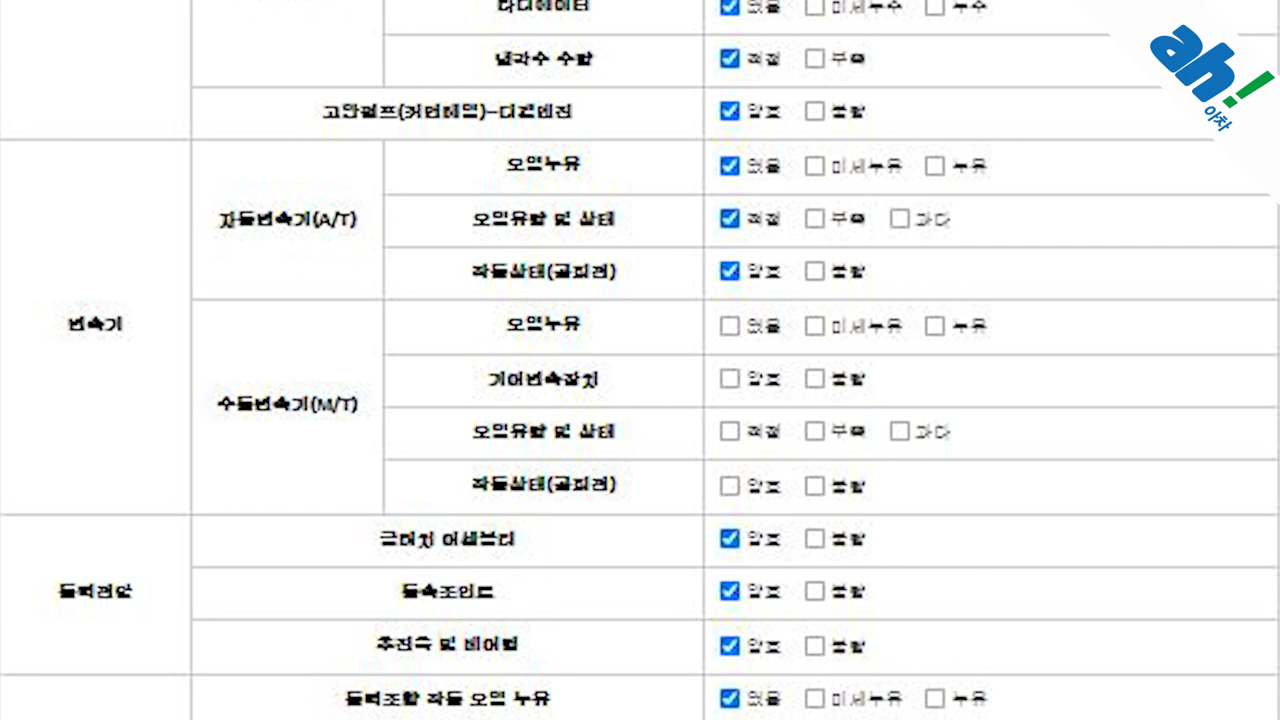 라디에이터 없음 미세누수 누수
냉각수 수량 적정 부족
고압펌프(커먼레일)-디젤엔진 양호 불량
변속기
자동변속기(A/T)
오일누유 없음 미세누유 누유
오일유량 및 상태 적정 부족 과다
작동상태(공회전) 양호 불량
수동변속기(M/T)
오일누유 없음 미세누유 누유
기어변속장치 양호 불량
오일유량 및 상태 적정 부족 과다
작동상태(공회전) 양호 불량
동력전달
클러치 어셈블리 양호 불량
등속조인트 양호 불량
추진축 및 베어링 양호 불량
동력조향 작동 오일 누유 없음 미세누유 누유
ah!
아차